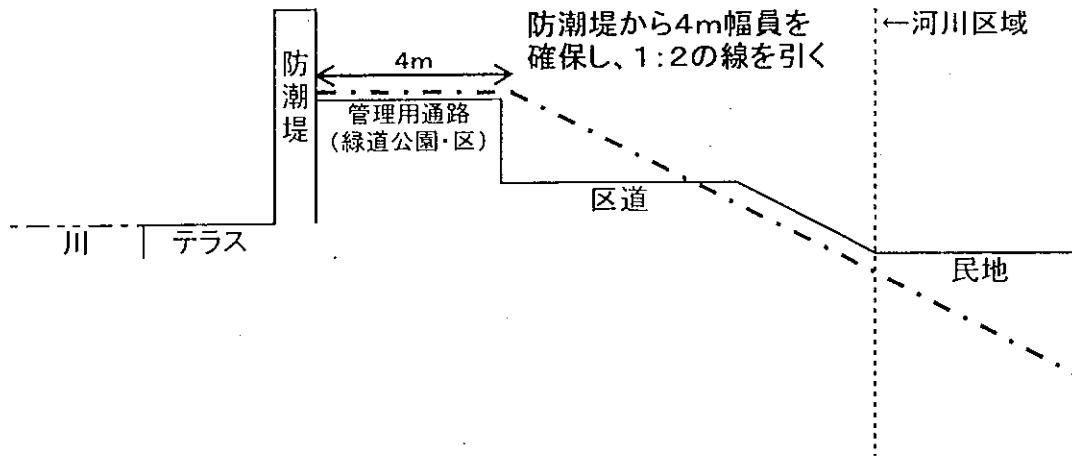 防潮堤から4m幅員を
確保し、1:2の線を引く
←河川区域
防潮堤
4m
管理用通路
(緑道公園・区)
区道
川
テラス
民地